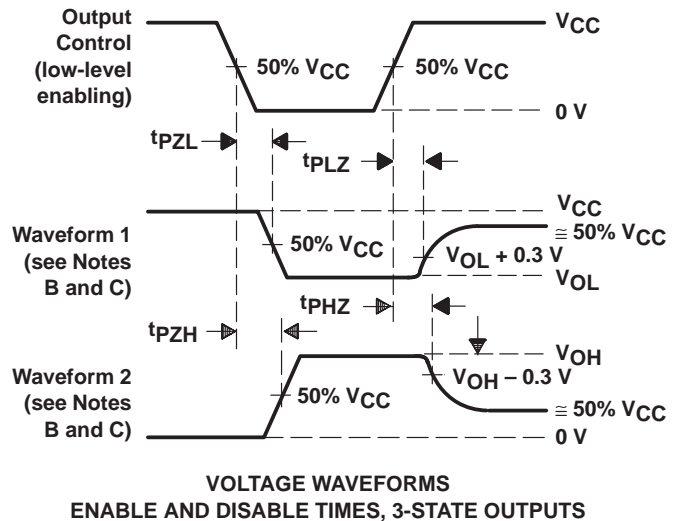 Output
Control
(low-level
enabling)
50% VCC
50% VCC
VCC
0 V
tPZL
tPLZ
Waveform 1
(see Notes
B and C)
50% VCC
VCC
≅ 50% VCC
VOL + 0.3 V
VOL
tPHZ
tPZH
Waveform 2
(see Notes
B and C)
50% VCC
VOH
VOH – 0.3 V
≅ 50% VCC
0 V
VOLTAGE WAVEFORMS
ENABLE AND DISABLE TIMES, 3-STATE OUTPUTS